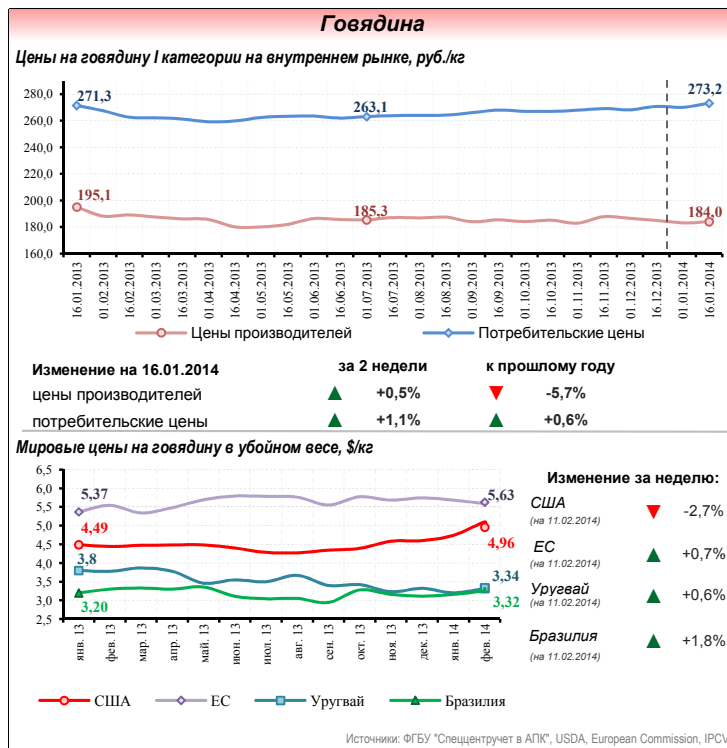 Говядина
Цены на говядину I категории на внутреннем рынке, руб./кг
280,0
260,0
240,0
220,0
200,0
180,0
160,0
271,3
263,1
273,2
195,1
185,3
184,0
16.01.2013
01.02.2013
16.02.2013
01.03.2013
16.03.2013
01.04.2013
16.04.2013
01.05.2013
16.05.2013
01.06.2013
16.06.2013
01.07.2013
16.07.2013
01.08.2013
16.08.2013
01.09.2013
16.09.2013
01.10.2013
16.10.2013
01.11.2013
16.11.2013
01.12.2013
16.12.2013
01.01.2014
16.01.2014
Цены производителей
Потребительские цены
Изменение на 16.01.2014 за 2 недели к прошлому году
цены производителей +0,5% -5,7%
потребительские цены +1,1% +0,6%
Мировые цены на говядину в убойном весе, $/кг
6,5
6,0
5,5
5,0
4,5
4,0
3,5
3,0
2,5
5,37
5,63
4,49
4,96
3,8
3,34
3,20
3,32
янв. 13
фев. 13
мар. 13
апр. 13
май. 13
июн. 13
июл. 13
авг. 13
сен. 13
окт. 13
ноя. 13
дек. 13
янв. 14
фев. 14
США
ЕС
Уругвай
Бразилия
Изменение за неделю:
США
(на 11.02.2014)
-2,7%
ЕС
(на 11.02.2014)
+0,7%
Уругвай
(на 11.02.2014)
+0,6%
Бразилия
(на 11.02.2014)
+1,8%
Источники: ФГБУ "Спеццентручет в АПК", USDA, European Commission, IPCV